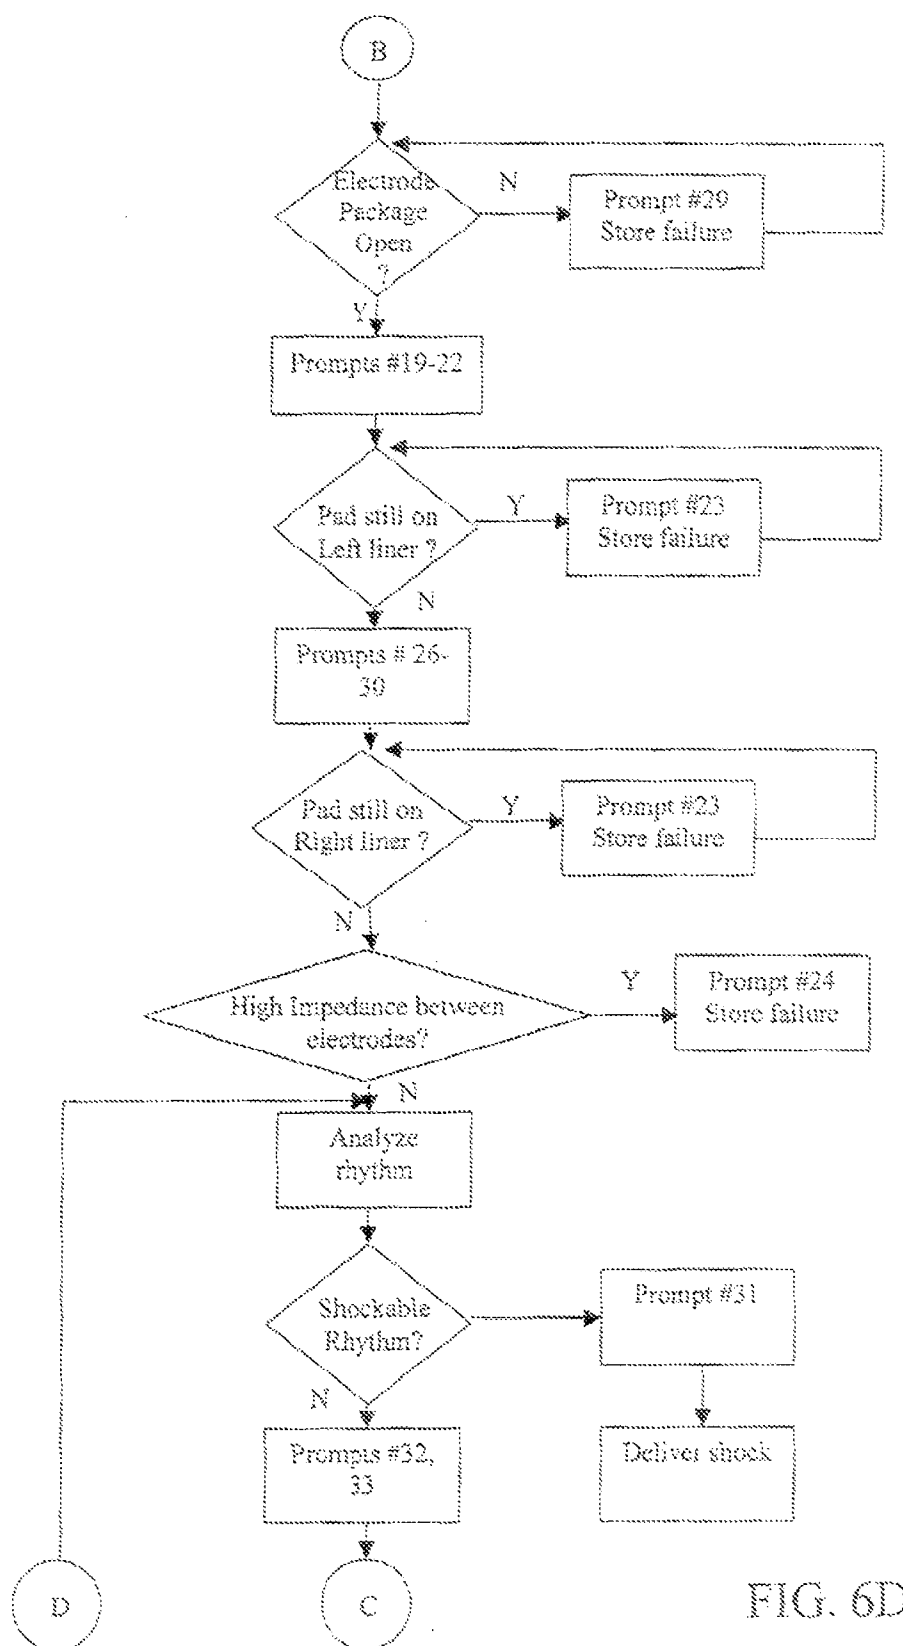 B
Electrode
Package
Open
?
N
Prompt #29
Store failure
Y
Prompts #19-22
Pad still on
Left liner ?
Y
Prompt #23
Store failure
N
Prompts # 26-
30
Pad still on
Right liner ?
Y
Prompt #23
Store failure
N
High Impedance between
electrodes?
Y
Prompt #24
Store failure
N
Analyze
rhythm
Shockable
Rhythm?
Prompt #31
N
Prompts #32,
33
Deliver shock
D
C
FIG. 6D